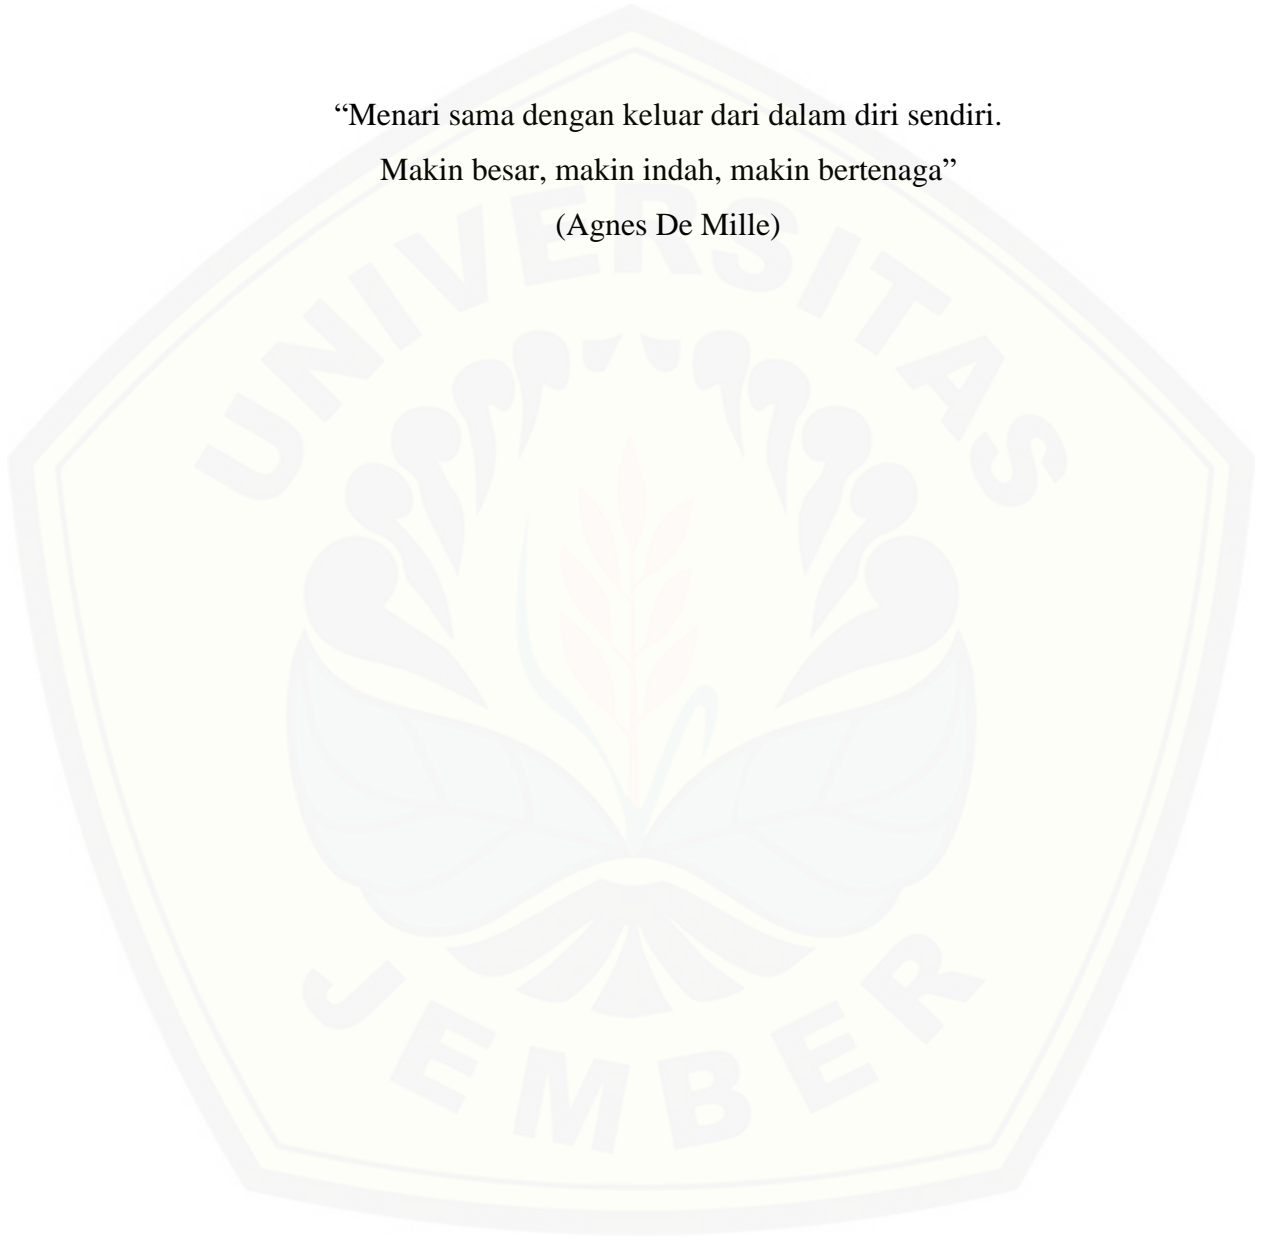 “Menari sama dengan keluar dari dalam diri sendiri.
Makin besar, makin indah, makin bertenaga”
(Agnes De Mille)
UNIVERSITAS
JEMBER